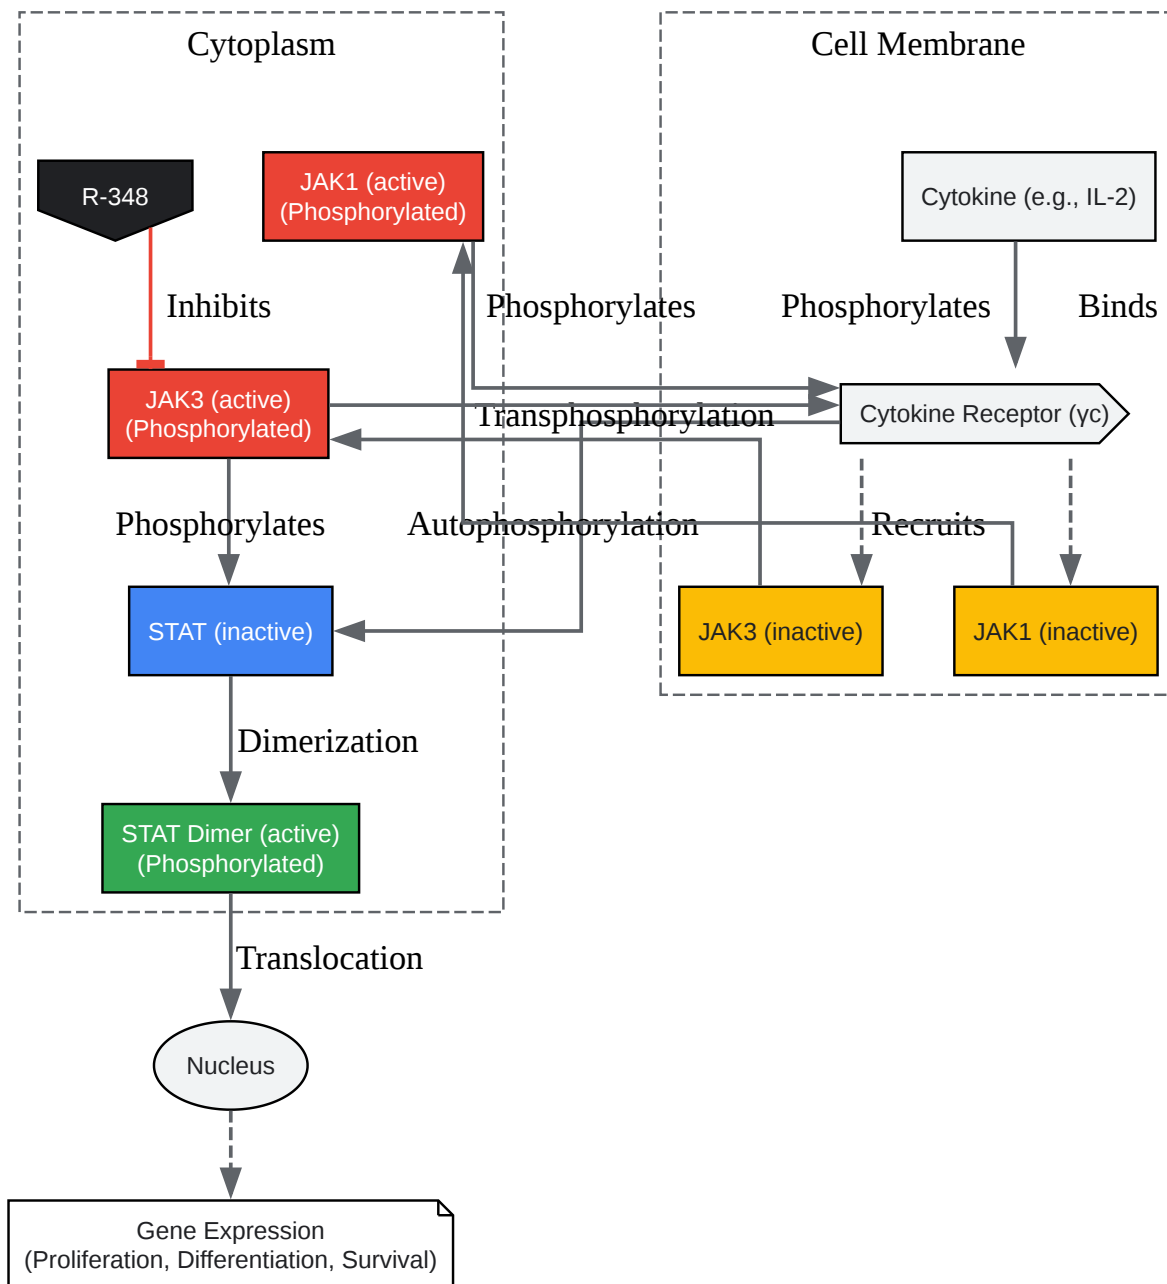 Cytoplasm
Cell Membrane
R-348
JAK1 (active)
(Phosphorylated)
Cytokine (e.g., IL-2)
Inhibits
Phosphorylates
Phosphorylates
Binds
JAK3 (active)
(Phosphorylated)
Transphosphorylation
Cytokine Receptor (γc)
Phosphorylates
Autophosphorylation
Recruits
STAT (inactive)
JAK3 (inactive)
JAK1 (inactive)
Dimerization
STAT Dimer (active)
(Phosphorylated)
Translocation
Nucleus
Gene Expression
(Proliferation, Differentiation, Survival)